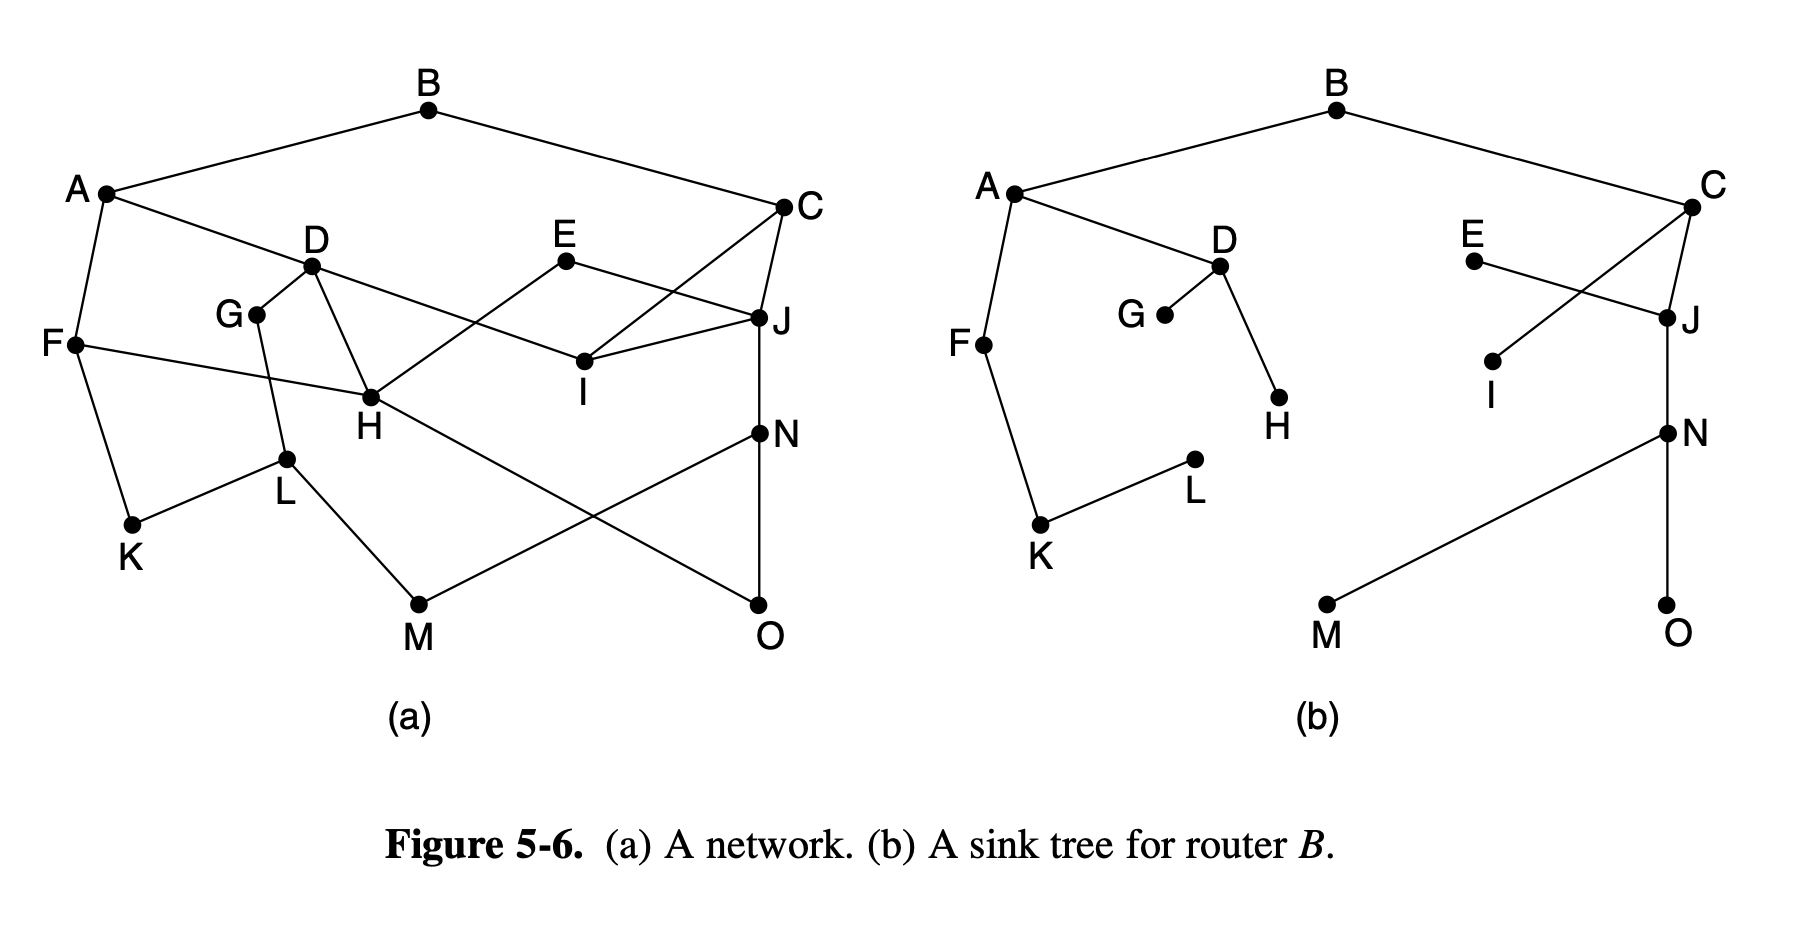 B B
A A C
C
D E D E
G G
F F J
J
I I
H H
N N
L L
K K
M O M O
(a) (b)
Figure 5-6. (a) A network. (b) A sink tree for router B.